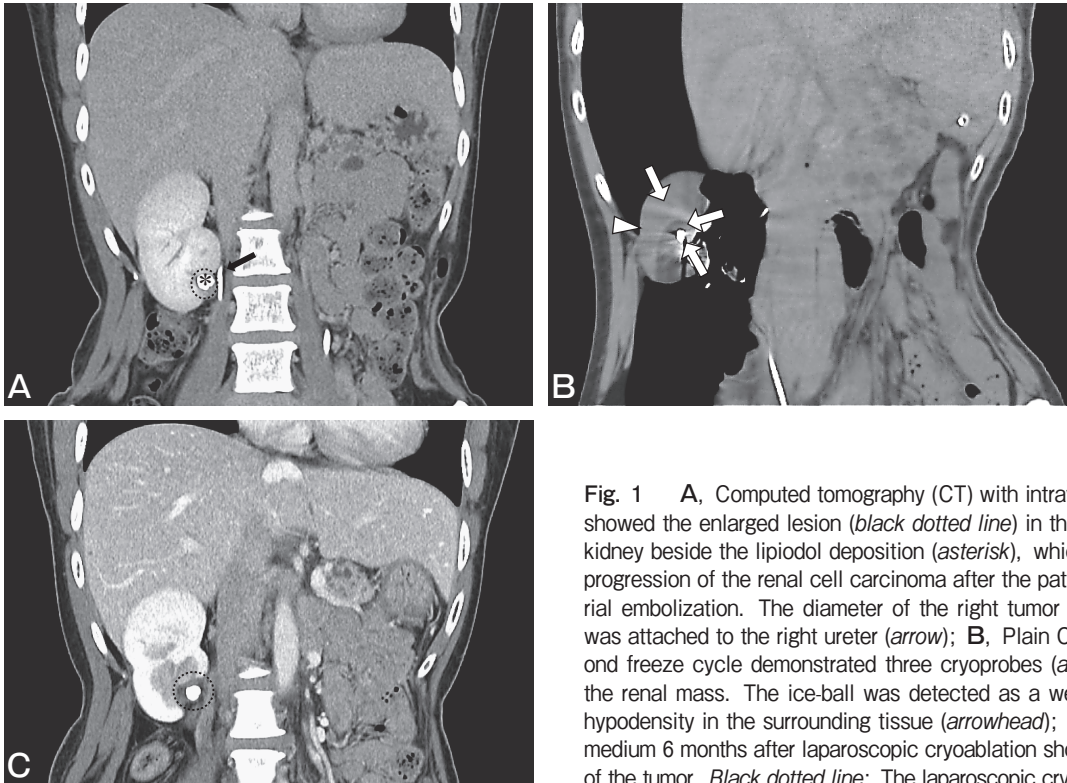 A
B
C
*
Fig. 1 A, Computed tomography (CT) with intra
showed the enlarged lesion (black dotted line) in th
kidney beside the lipiodol deposition (asterisk), whic
progression of the renal cell carcinoma after the pat
rial embolization. The diameter of the right tumor
was attached to the right ureter (arrow); B, Plain C
ond freeze cycle demonstrated three cryoprobes (a
the renal mass. The ice-ball was detected as a we
hypodensity in the surrounding tissue (arrowhead);
medium 6 months after laparoscopic cryoablation sho
of the tumor. Black dotted line: The laparoscopic cry